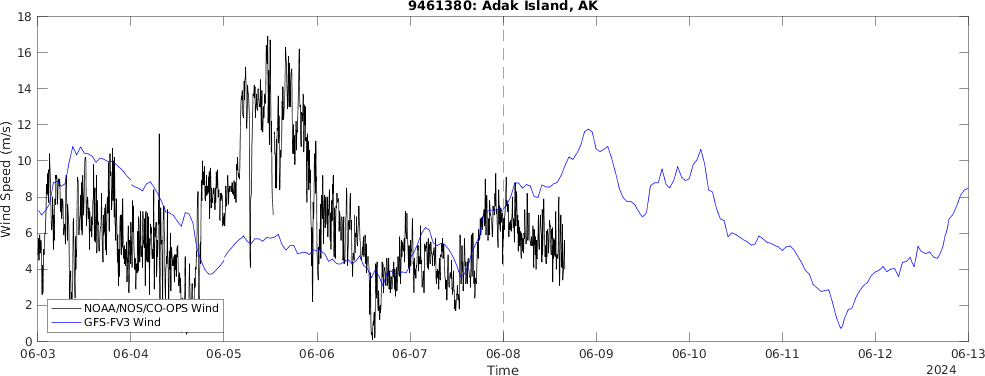 9461380: Adak Island, AK
18
16
14
12
10
8
6
4
2
0
Wind Speed (m/s)
NOAA/NOS/CO-OPS Wind
GFS-FV3 Wind
06-03 06-04 06-05 06-06 06-07 06-08 06-09 06-10 06-11 06-12 06-13
Time
2024